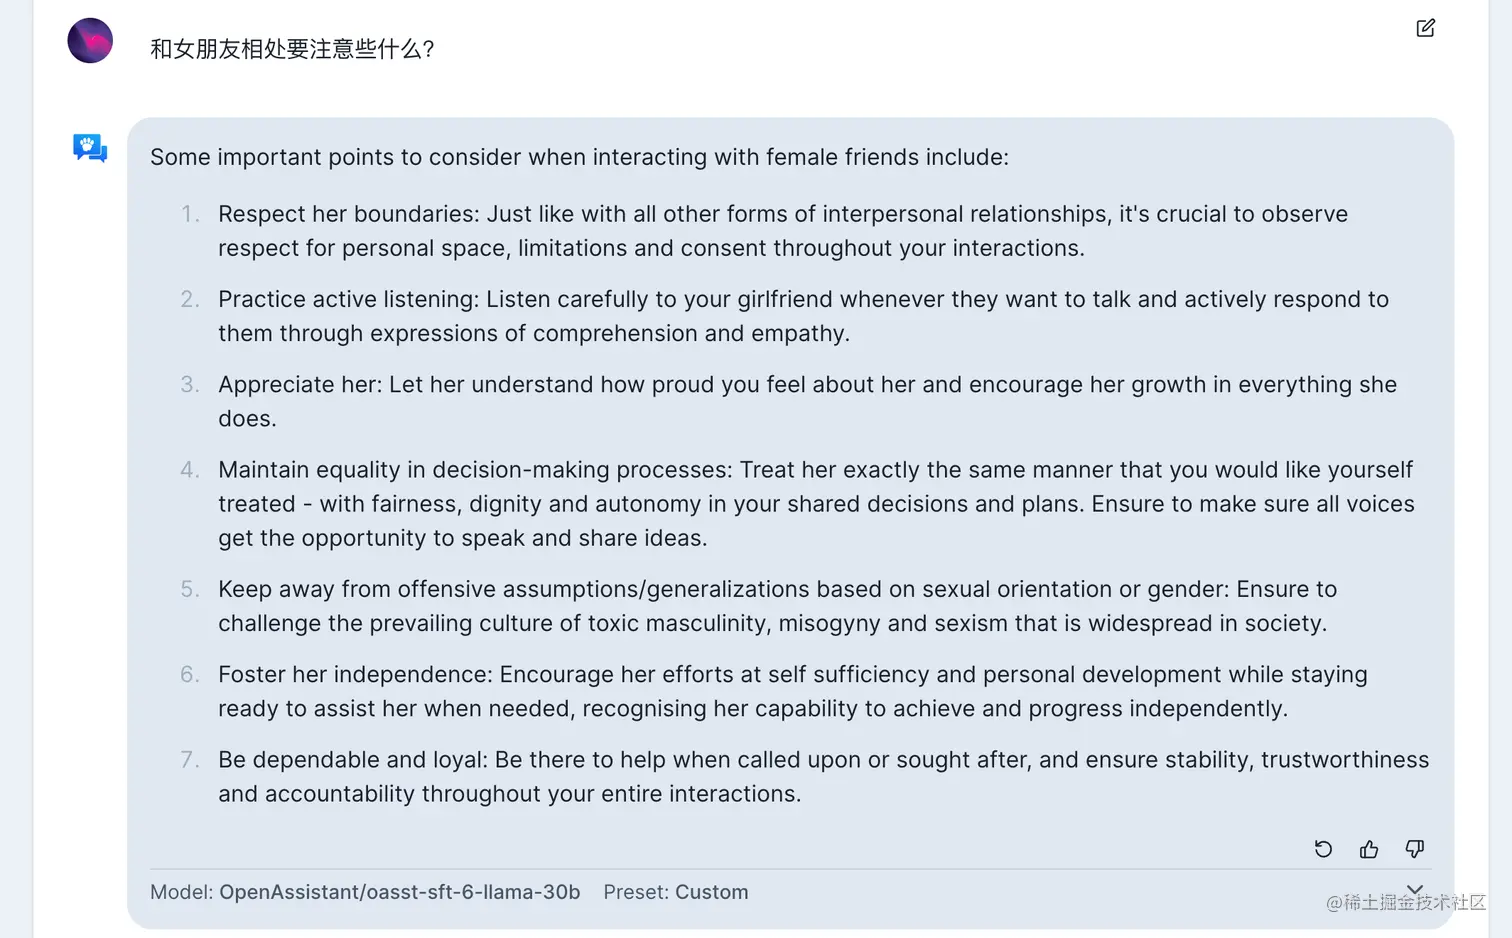 和女朋友相处要注意些什么?
Some important points to consider when interacting with female friends include:
1. Respect her boundaries: Just like with all other forms of interpersonal relationships, it's crucial to observe
respect for personal space, limitations and consent throughout your interactions.
2. Practice active listening: Listen carefully to your girlfriend whenever they want to talk and actively respond to
them through expressions of comprehension and empathy.
3. Appreciate her: Let her understand how proud you feel about her and encourage her growth in everything she
does.
4. Maintain equality in decision-making processes: Treat her exactly the same manner that you would like yourself
treated - with fairness, dignity and autonomy in your shared decisions and plans. Ensure to make sure all voices
get the opportunity to speak and share ideas.
5. Keep away from offensive assumptions/generalizations based on sexual orientation or gender: Ensure to
challenge the prevailing culture of toxic masculinity, misogyny and sexism that is widespread in society.
6. Foster her independence: Encourage her efforts at self sufficiency and personal development while staying
ready to assist her when needed, recognising her capability to achieve and progress independently.
7. Be dependable and loyal: Be there to help when called upon or sought after, and ensure stability, trustworthiness
and accountability throughout your entire interactions.
Model: OpenAssistant/oasst-sft-6-llama-30b Preset: Custom
@稀土掘金技术社区